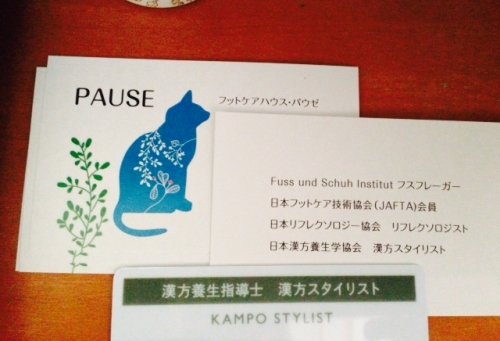 PAUSE
フットケアハウス・パウゼ
Fuss und Schuh Institut フスフレーガー
日本フットケア技術協会(JAFTA)会員
日本リフレクソロジー協会 リフレクソロジスト
日本漢方養生学協会 漢方スタイリスト
漢方養生指導士 漢方スタイリスト
KAMPO STYLIST